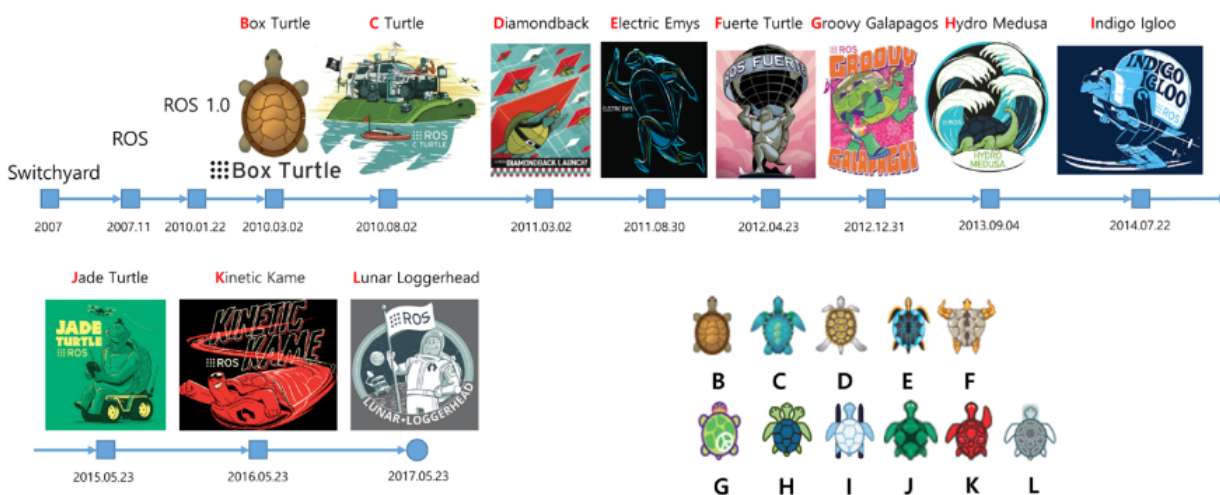 Box Turtle
C Turtle
Diamondback
Electric Emys
Fuerte Turtle
Groovy Galapagos
Hydro Medusa
Indigo Igloo
ROS 1.0
ROS
Switchyard
Box Turtle
ROS
C TURTLE
DIAMONDBACK LAUNCH!
ELECTRIC EMYS
ROS FUERTE
ROS
GROOVY
GALAPAGOS
ROS
HYDRO
MEDUSA
INDIGO
IGLOO
ROS
2007
2007.11
2010.01.22
2010.03.02
2010.08.02
2011.03.02
2011.08.30
2012.04.23
2012.12.31
2013.09.04
2014.07.22
Jade Turtle
Kinetic Kame
Lunar Loggerhead
JADE
TURTLE
ROS
KINETIC
KAME
ROS
ROS
LUNAR•LOGGERHEAD
2015.05.23
2016.05.23
2017.05.23
B
C
D
E
F
G
H
I
J
K
L